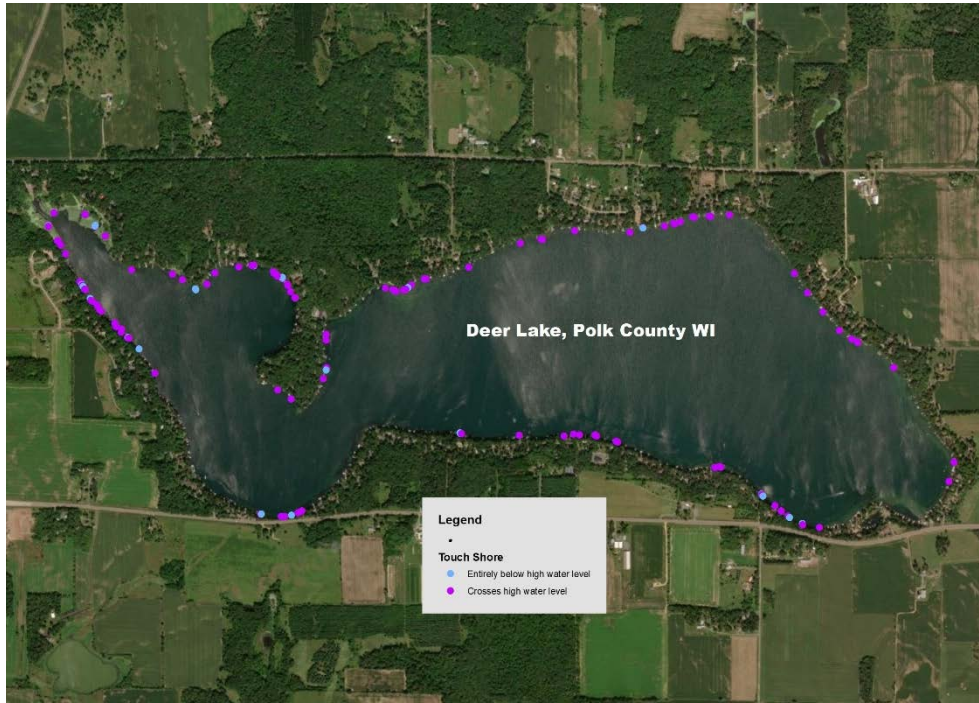 Deer Lake, Polk County WI
Legend
Touch Shore
Entirely below high water level
Crosses high water level